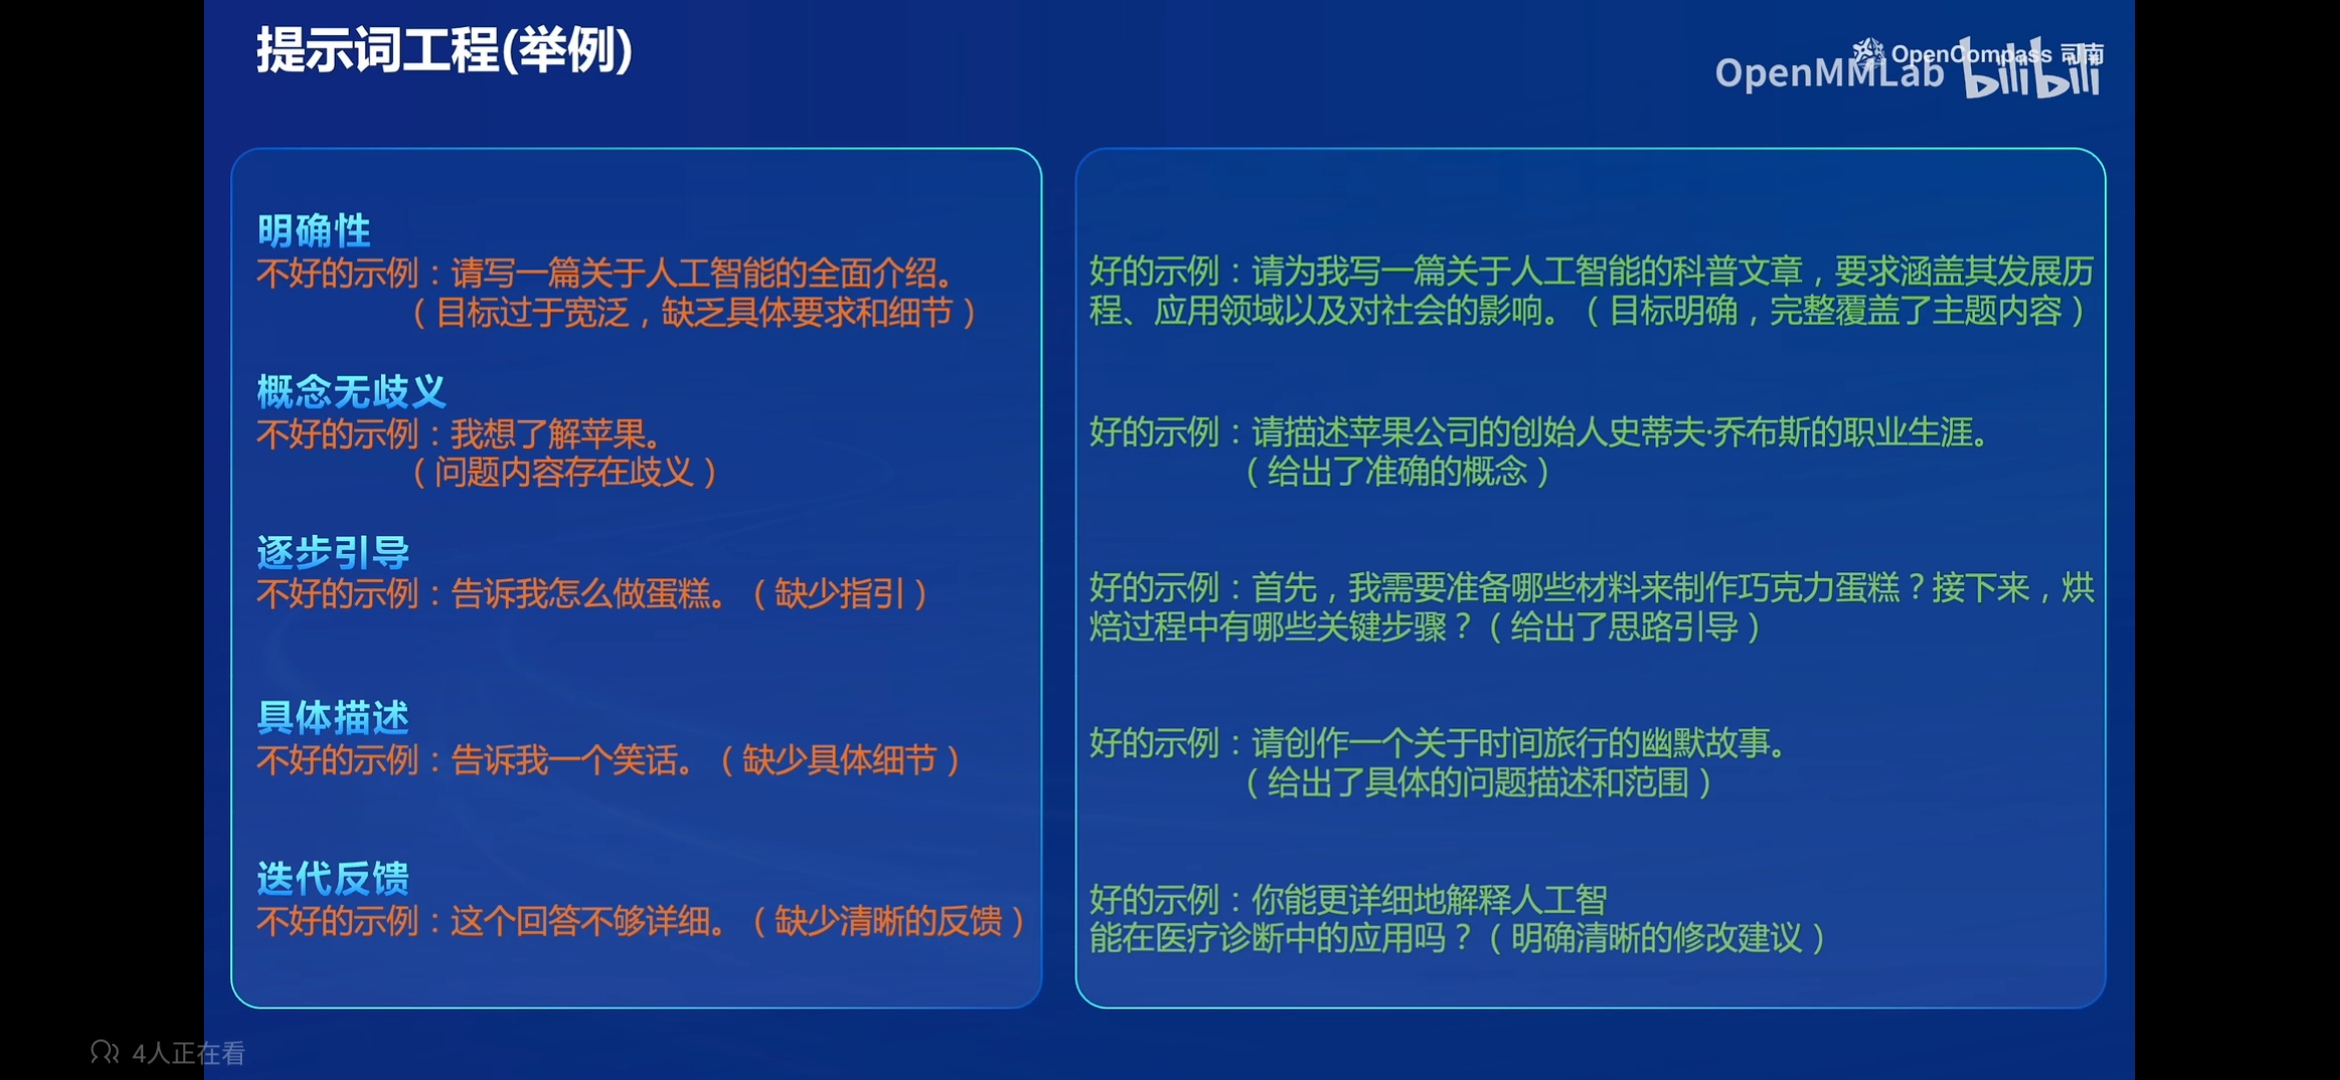 提示词工程(举例)
OpenCompass 司南
OpenMMLab bilibili
明确性
不好的示例：请写一篇关于人工智能的全面介绍。
（目标过于宽泛，缺乏具体要求和细节）
概念无歧义
不好的示例：我想了解苹果。
（问题内容存在歧义）
逐步引导
不好的示例：告诉我怎么做蛋糕。（缺少指引）
具体描述
不好的示例：告诉我一个笑话。（缺少具体细节）
迭代反馈
不好的示例：这个回答不够详细。（缺少清晰的反馈）
好的示例：请为我写一篇关于人工智能的科普文章，要求涵盖其发展历
程、应用领域以及对社会的影响。（目标明确，完整覆盖了主题内容）
好的示例：请描述苹果公司的创始人史蒂夫·乔布斯的职业生涯。
（给出了准确的概念）
好的示例：首先，我需要准备哪些材料来制作巧克力蛋糕？接下来，烘
焙过程中有哪些关键步骤？（给出了思路引导）
好的示例：请创作一个关于时间旅行的幽默故事。
（给出了具体的问题描述和范围）
好的示例：你能更详细地解释人工智
能在医疗诊断中的应用吗？（明确清晰的修改建议）
4人正在看